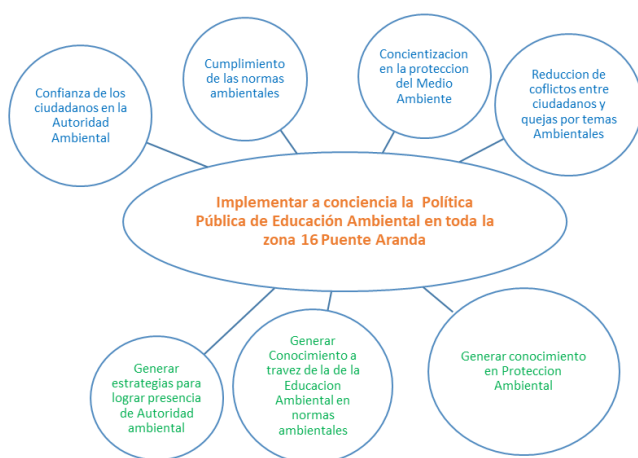 Confianza de los
ciudadanos en la
Autoridad
Ambiental
Cumplimiento
de las normas
ambientales
Concientizacion
en la proteccion
del Medio
Ambiente
Reduccion de
coflictos entre
ciudadanos y
quejas por temas
Ambientales
Implementar a conciencia la Política
Pública de Educación Ambiental en toda la
zona 16 Puente Aranda
Generar
estrategias para
lograr presencia
de Autoridad
ambiental
Generar
Conocimiento a
travez de la de la
Educacion
Ambiental en
normas
ambientales
Generar conocimiento
en Proteccion
Ambiental